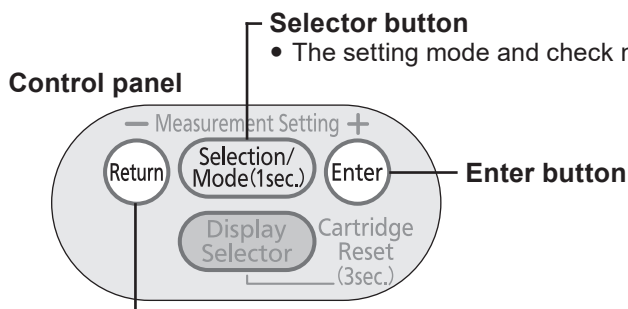 Selector button
• The setting mode and check
Control panel
− Measurement Setting +
Return
Selection/
Mode(1sec.)
Enter
Enter button
Display
Selector
Cartridge
Reset
(3sec.)